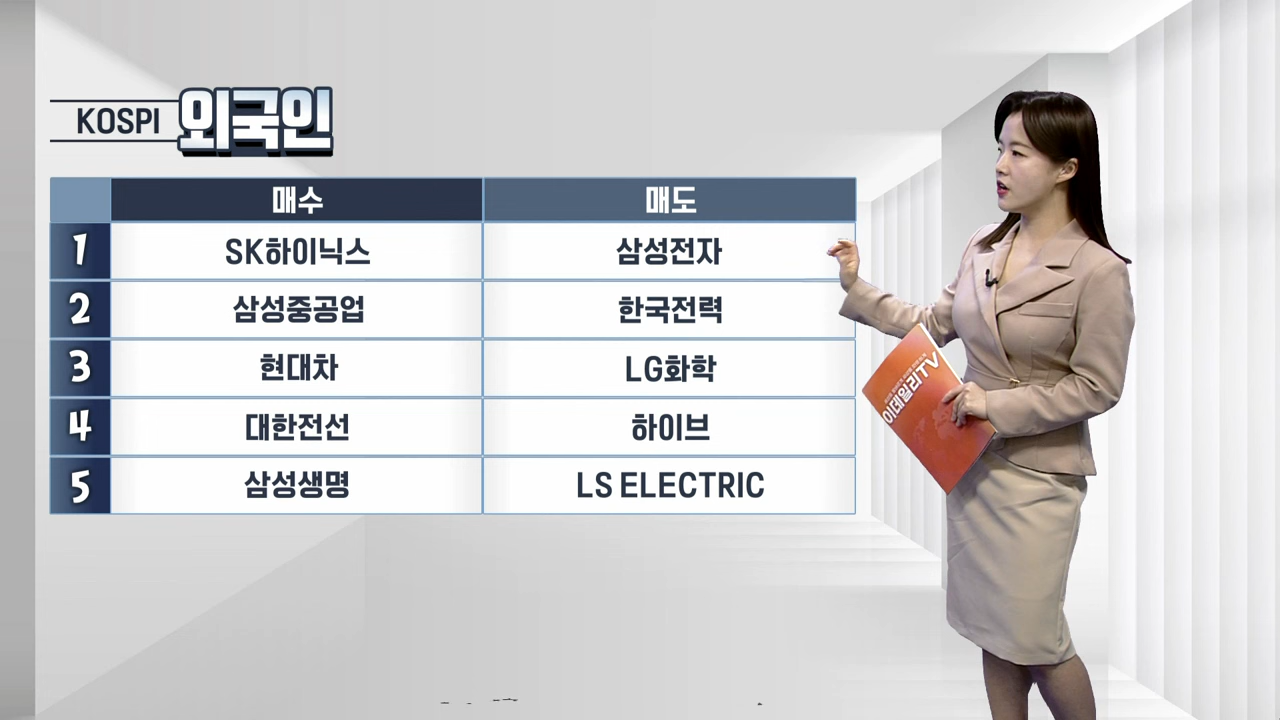 KOSPI 외국인
매수 매도
1 SK하이닉스 삼성전자
2 삼성중공업 한국전력
3 현대차 LG화학
4 대한전선 하이브
5 삼성생명 LS ELECTRIC
이데일리TV